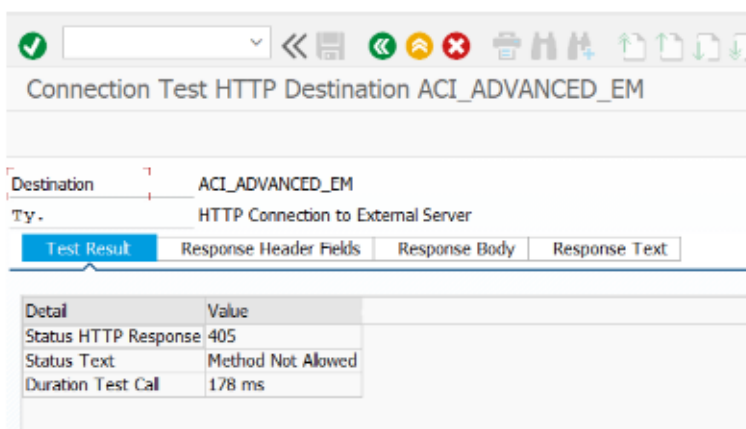 Connection Test HTTP Destination ACI_ADVANCED_EM
Destination ACI_ADVANCED_EM
Ty. HTTP Connection to External Server
Test Result Response Header Fields Response Body Response Text
Detail Value
Status HTTP Response 405
Status Text Method Not Allowed
Duration Test Call 178 ms